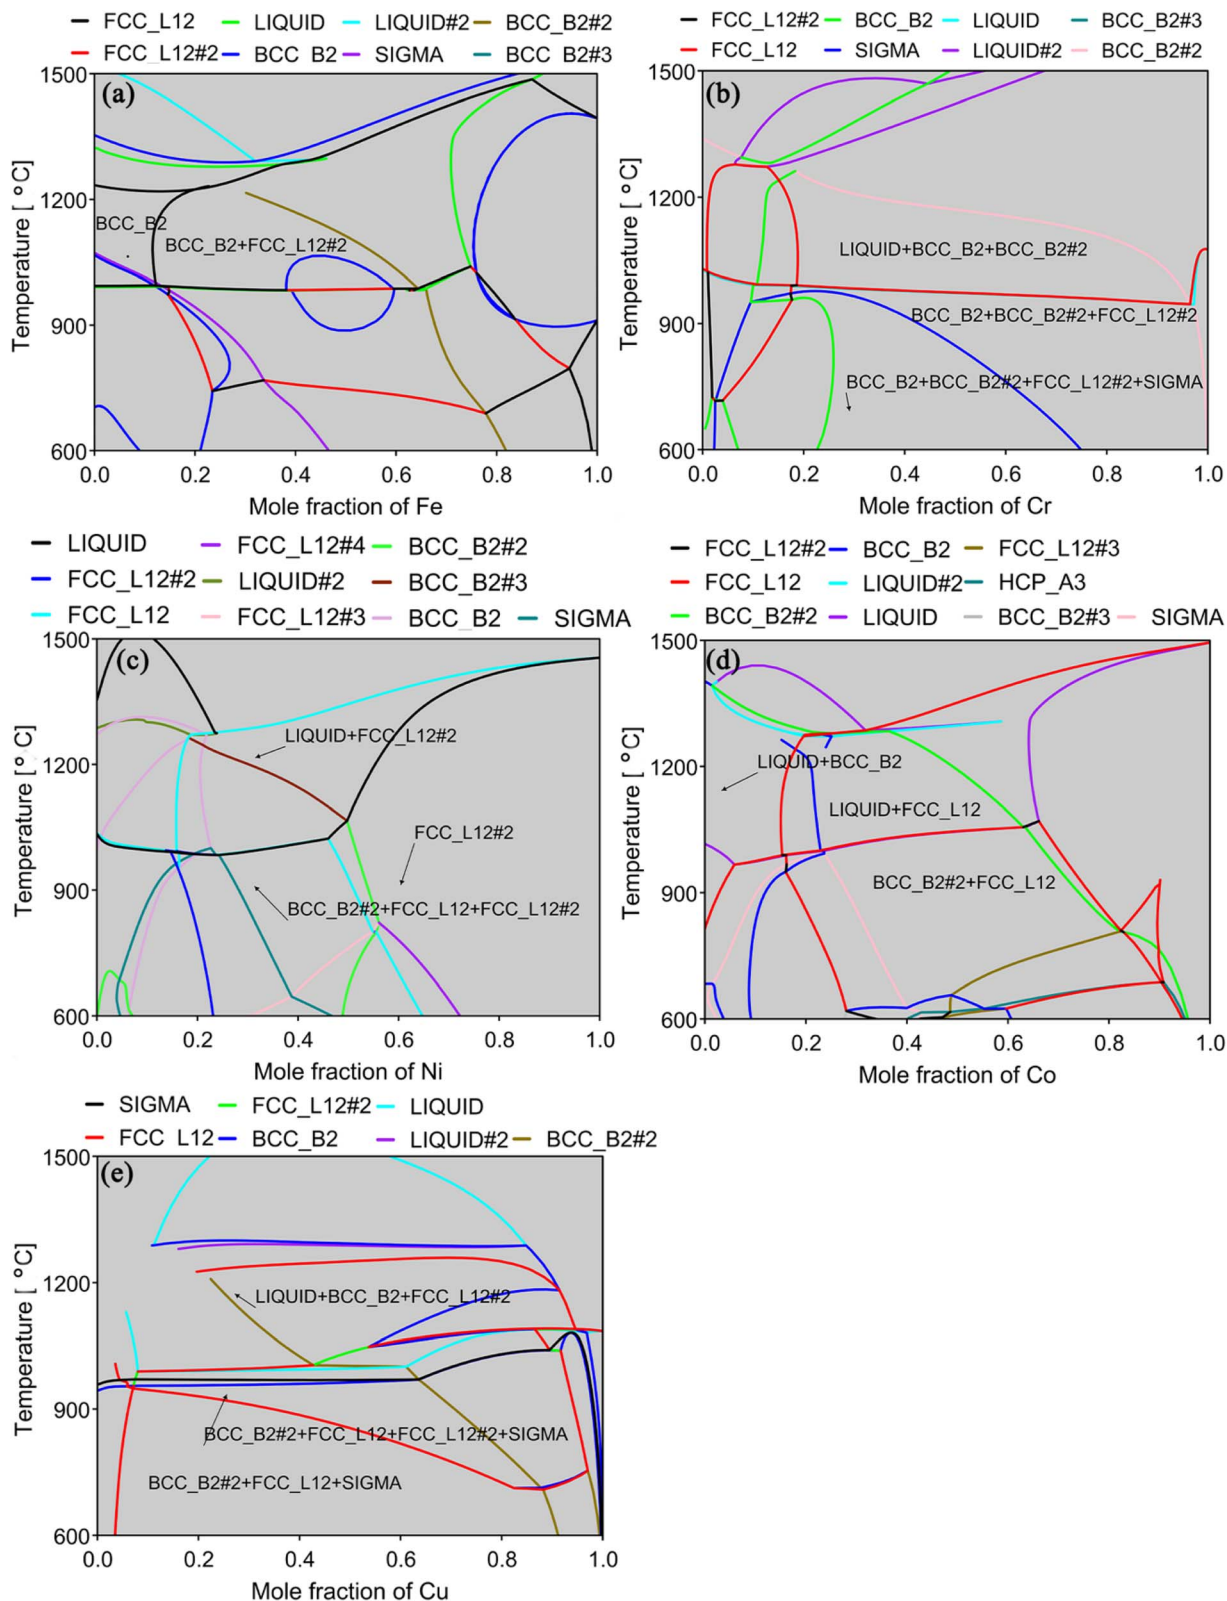 FCC_L12 LIQUID LIQUID#2 BCC_B2#2
FCC_L12#2 BCC_B2 SIGMA BCC_B2#3
(a)
1500
1200
900
600
Temperature [ °C]
BCC_B2
BCC_B2+FCC_L12#2
0.0 0.2 0.4 0.6 0.8 1.0
Mole fraction of Fe
FCC_L12#2 BCC_B2 LIQUID BCC_B2#3
FCC_L12 SIGMA LIQUID#2 BCC_B2#2
(b)
1500
1200
900
600
Temperature [ °C]
LIQUID+BCC_B2+BCC_B2#2
BCC_B2+BCC_B2#2+FCC_L12#2
BCC_B2+BCC_B2#2+FCC_L12#2+SIGMA
0.0 0.2 0.4 0.6 0.8 1.0
Mole fraction of Cr
LIQUID FCC_L12#4 BCC_B2#2
FCC_L12#2 LIQUID#2 BCC_B2#3
FCC_L12 FCC_L12#3 BCC_B2 SIGMA
(c)
1500
1200
900
600
Temperature [ °C]
LIQUID+FCC_L12#2
FCC_L12#2
BCC_B2#2+FCC_L12+FCC_L12#2
0.0 0.2 0.4 0.6 0.8 1.0
Mole fraction of Ni
FCC_L12#2 BCC_B2 FCC_L12#3
FCC_L12 LIQUID#2 HCP_A3
BCC_B2#2 LIQUID BCC_B2#3 SIGMA
(d)
1500
1200
900
600
Temperature [ °C]
LIQUID+BCC_B2
LIQUID+FCC_L12
BCC_B2#2+FCC_L12
0.0 0.2 0.4 0.6 0.8 1.0
Mole fraction of Co
SIGMA FCC_L12#2 LIQUID
FCC L12 BCC_B2 LIQUID#2 BCC_B2#2
(e)
1500
1200
900
600
Temperature [ °C]
LIQUID+BCC_B2+FCC_L12#2
BCC_B2#2+FCC_L12+FCC_L12#2+SIGMA
BCC_B2#2+FCC_L12+SIGMA
0.0 0.2 0.4 0.6 0.8 1.0
Mole fraction of Cu